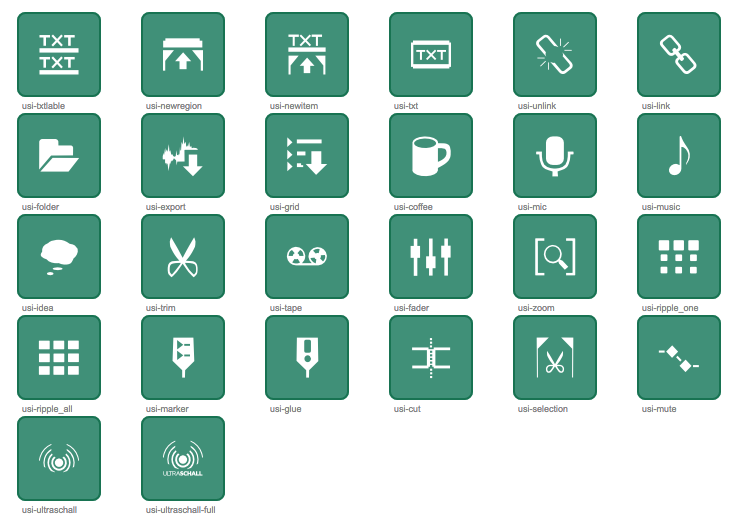 TXT
TXT
TXT
TXT
usi-txtlable usi-newregion usi-newitem usi-txt usi-unlink usi-link
usi-folder usi-export usi-grid usi-coffee usi-mic usi-music
usi-idea usi-trim usi-tape usi-fader usi-zoom usi-ripple_one
usi-ripple_all usi-marker usi-glue usi-cut usi-selection usi-mute
ULTRASCHALL
usi-ultraschall usi-ultraschall-full